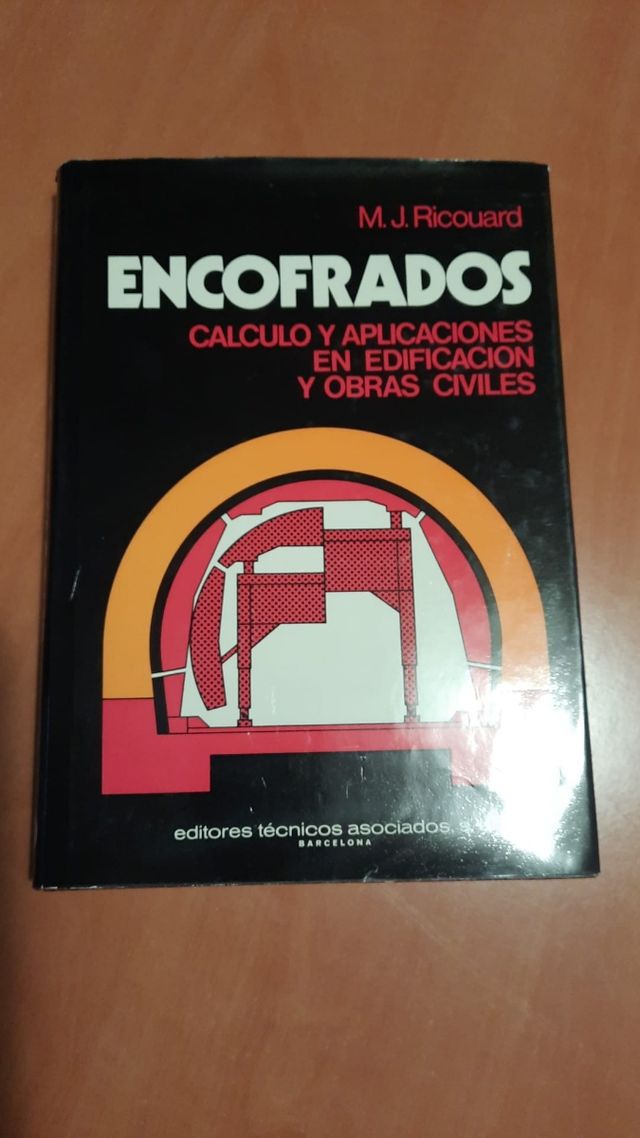 M. J. Ricouard
ENCOFRADOS
CALCULO Y APLICACIONES
EN EDIFICACION
Y OBRAS CIVILES
editores técnicos asociados,
BARCELONA